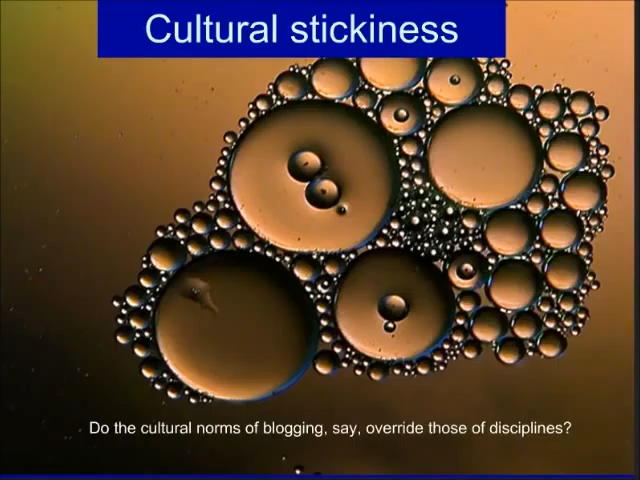 Cultural stickiness
Do the cultural norms of blogging, say, override those of disciplines?